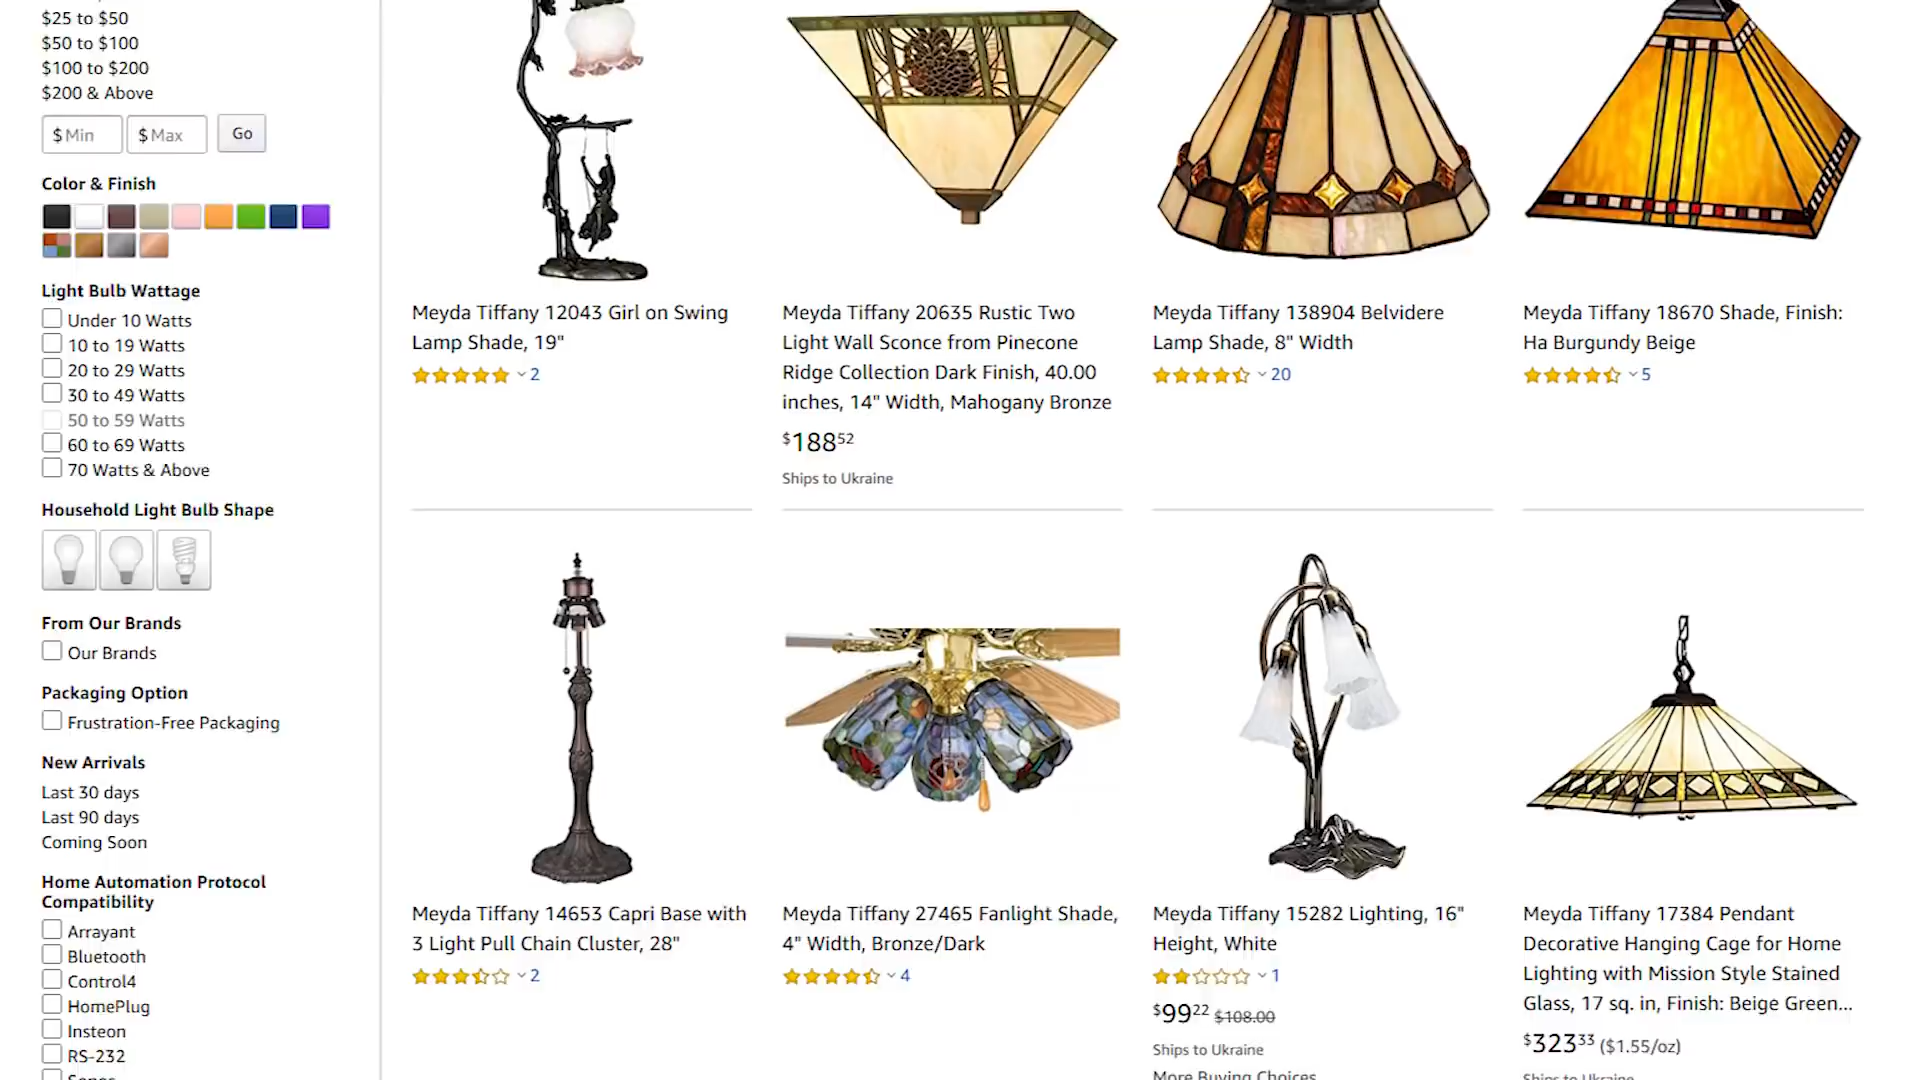 $25 to $50
$50 to $100
$100 to $200
$200 & Above
$ Min
$ Max
Go
Color & Finish
Light Bulb Wattage
Under 10 Watts
10 to 19 Watts
20 to 29 Watts
30 to 49 Watts
50 to 59 Watts
60 to 69 Watts
70 Watts & Above
Household Light Bulb Shape
From Our Brands
Our Brands
Packaging Option
Frustration-Free Packaging
New Arrivals
Last 30 days
Last 90 days
Coming Soon
Home Automation Protocol
Compatibility
Arrayant
Bluetooth
Control4
HomePlug
Insteon
RS-232
Meyda Tiffany 12043 Girl on Swing
Lamp Shade, 19"
2
Meyda Tiffany 20635 Rustic Two
Light Wall Sconce from Pinecone
Ridge Collection Dark Finish, 40.00
inches, 14" Width, Mahogany Bronze
$18852
Ships to Ukraine
Meyda Tiffany 138904 Belvidere
Lamp Shade, 8" Width
20
Meyda Tiffany 18670 Shade, Finish:
Ha Burgundy Beige
5
Meyda Tiffany 14653 Capri Base with
3 Light Pull Chain Cluster, 28"
2
Meyda Tiffany 27465 Fanlight Shade,
4" Width, Bronze/Dark
4
Meyda Tiffany 15282 Lighting, 16"
Height, White
1
$9922 $108.00
Ships to Ukraine
More Buying Choices
Meyda Tiffany 17384 Pendant
Decorative Hanging Cage for Home
Lighting with Mission Style Stained
Glass, 17 sq. in, Finish: Beige Green...
$32333 ($1.55/oz)
Ships to Ukraine